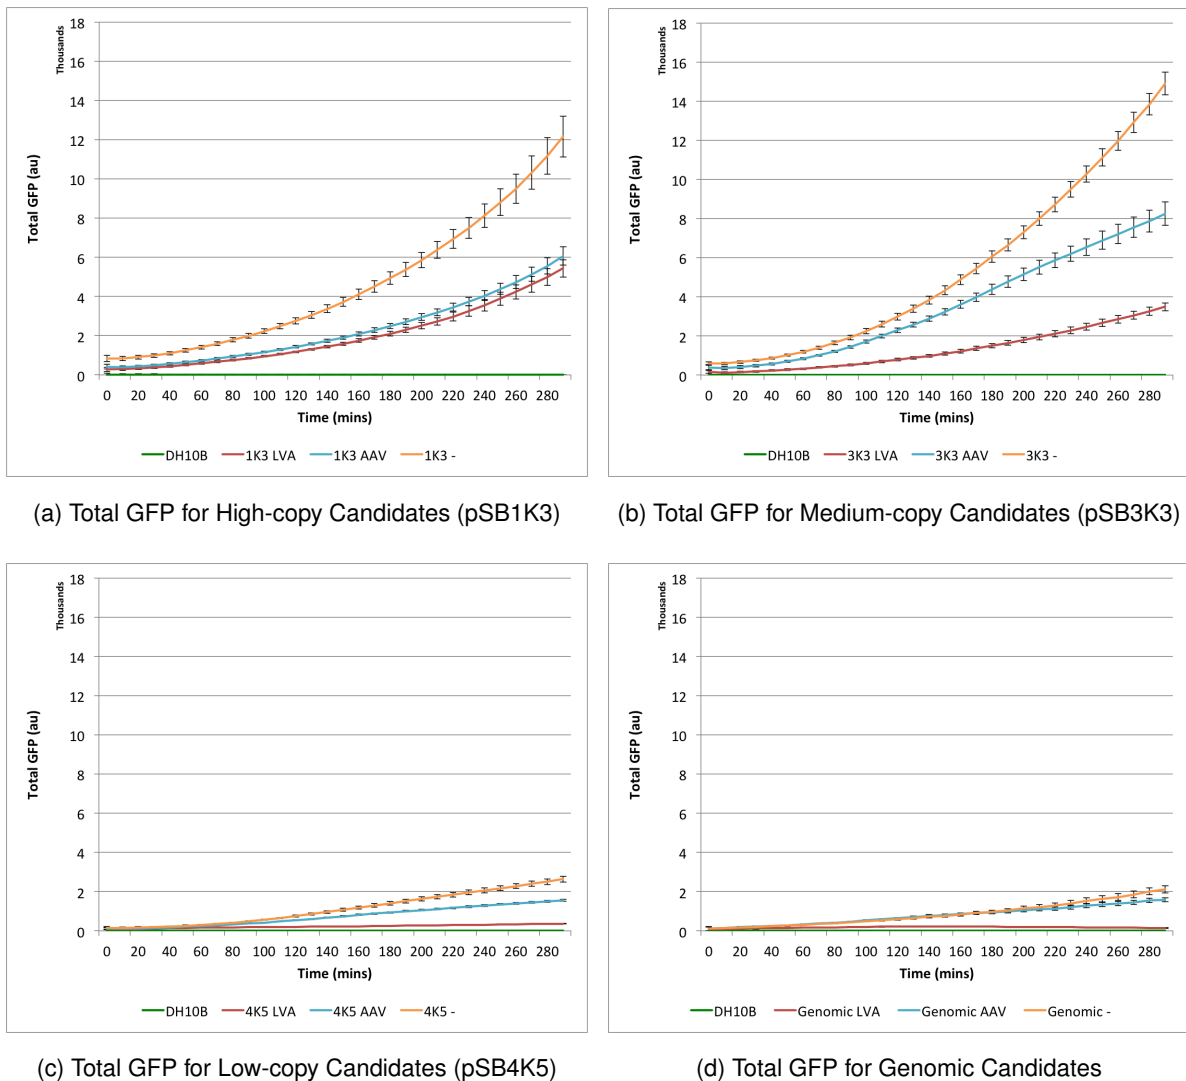 18
16
14
12
10
8
6
4
2
0
Thousands
Total GFP (au)
0 20 40 60 80 100 120 140 160 180 200 220 240 260 280
Time (mins)
DH10B 1K3 LVA 1K3 AAV 1K3 -
(a) Total GFP for High-copy Candidates (pSB1K3)
18
16
14
12
10
8
6
4
2
0
Thousands
Total GFP (au)
0 20 40 60 80 100 120 140 160 180 200 220 240 260 280
Time (mins)
DH10B 3K3 LVA 3K3 AAV 3K3 -
(b) Total GFP for Medium-copy Candidates (pSB3K3)
18
16
14
12
10
8
6
4
2
0
Thousands
Total GFP (au)
0 20 40 60 80 100 120 140 160 180 200 220 240 260 280
Time (mins)
DH10B 4K5 LVA 4K5 AAV 4K5 -
(c) Total GFP for Low-copy Candidates (pSB4K5)
18
16
14
12
10
8
6
4
2
0
Thousands
Total GFP (au)
0 20 40 60 80 100 120 140 160 180 200 220 240 260 280
Time (mins)
DH10B Genomic LVA Genomic AAV Genomic -
(d) Total GFP for Genomic Candidates